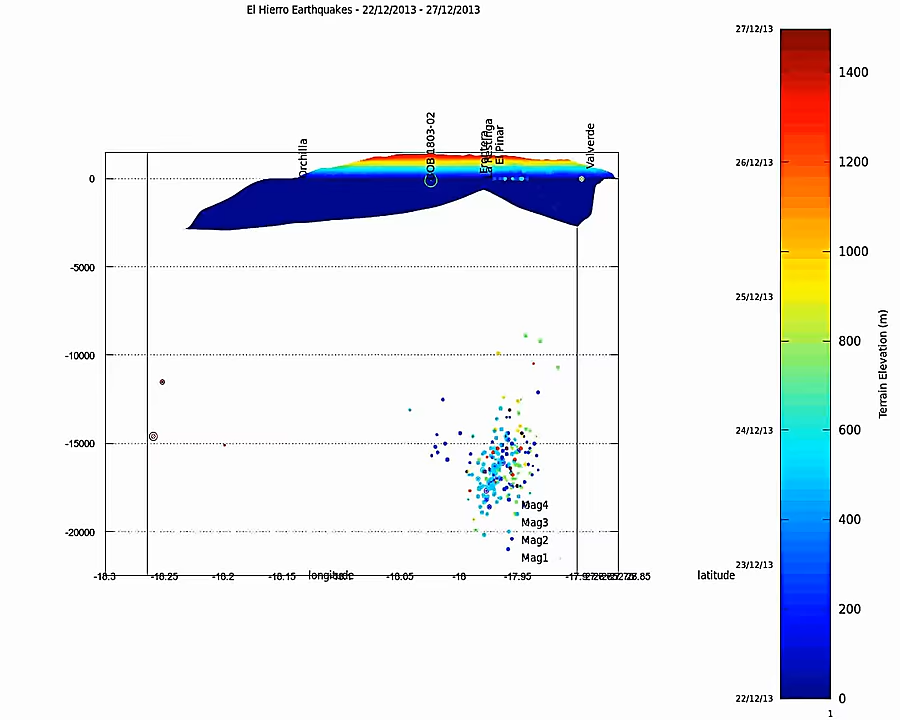 El Hierro Earthquakes - 22/12/2013 - 27/12/2013
27/12/13
1400
Orchilla
OB 1803-02
El Pinar
Valverde
26/12/13
1200
0
1000
-5000
25/12/13
-10000
800
Terrain Elevation (m)
24/12/13
600
-15000
Mag4
400
Mag3
-20000
Mag2
Mag1
23/12/13
-18.3
-18.25
-18.2
-18.15
longitude
-18.05
-18
-17.95
latitude
200
22/12/13
0
1